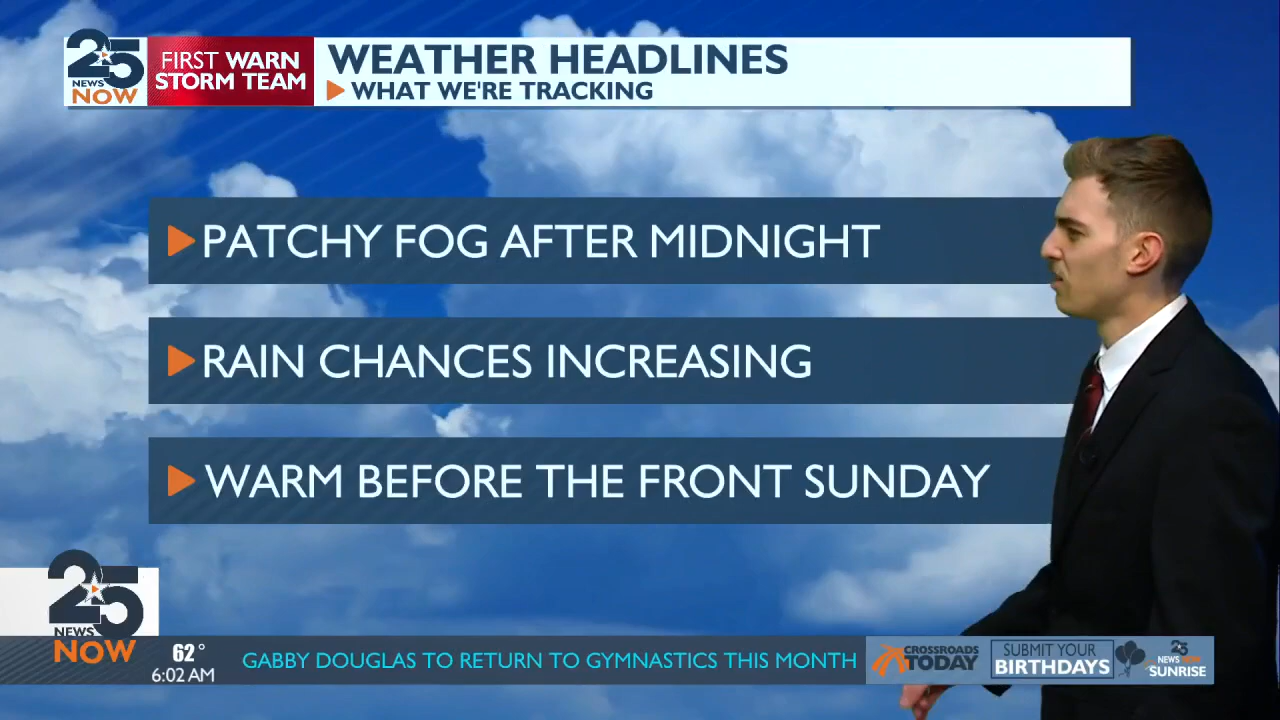 25
NEWS
NOW
FIRST WARN
STORM TEAM
WEATHER HEADLINES
WHAT WE'RE TRACKING
PATCHY FOG AFTER MIDNIGHT
RAIN CHANCES INCREASING
WARM BEFORE THE FRONT SUNDAY
25
NEWS
NOW
62°
6:02 AM
GABBY DOUGLAS TO RETURN TO GYMNASTICS THIS MONTH
CROSSROADS
TODAY
SUBMIT YOUR
BIRTHDAYS
25
NEWS NOW
SUNRISE